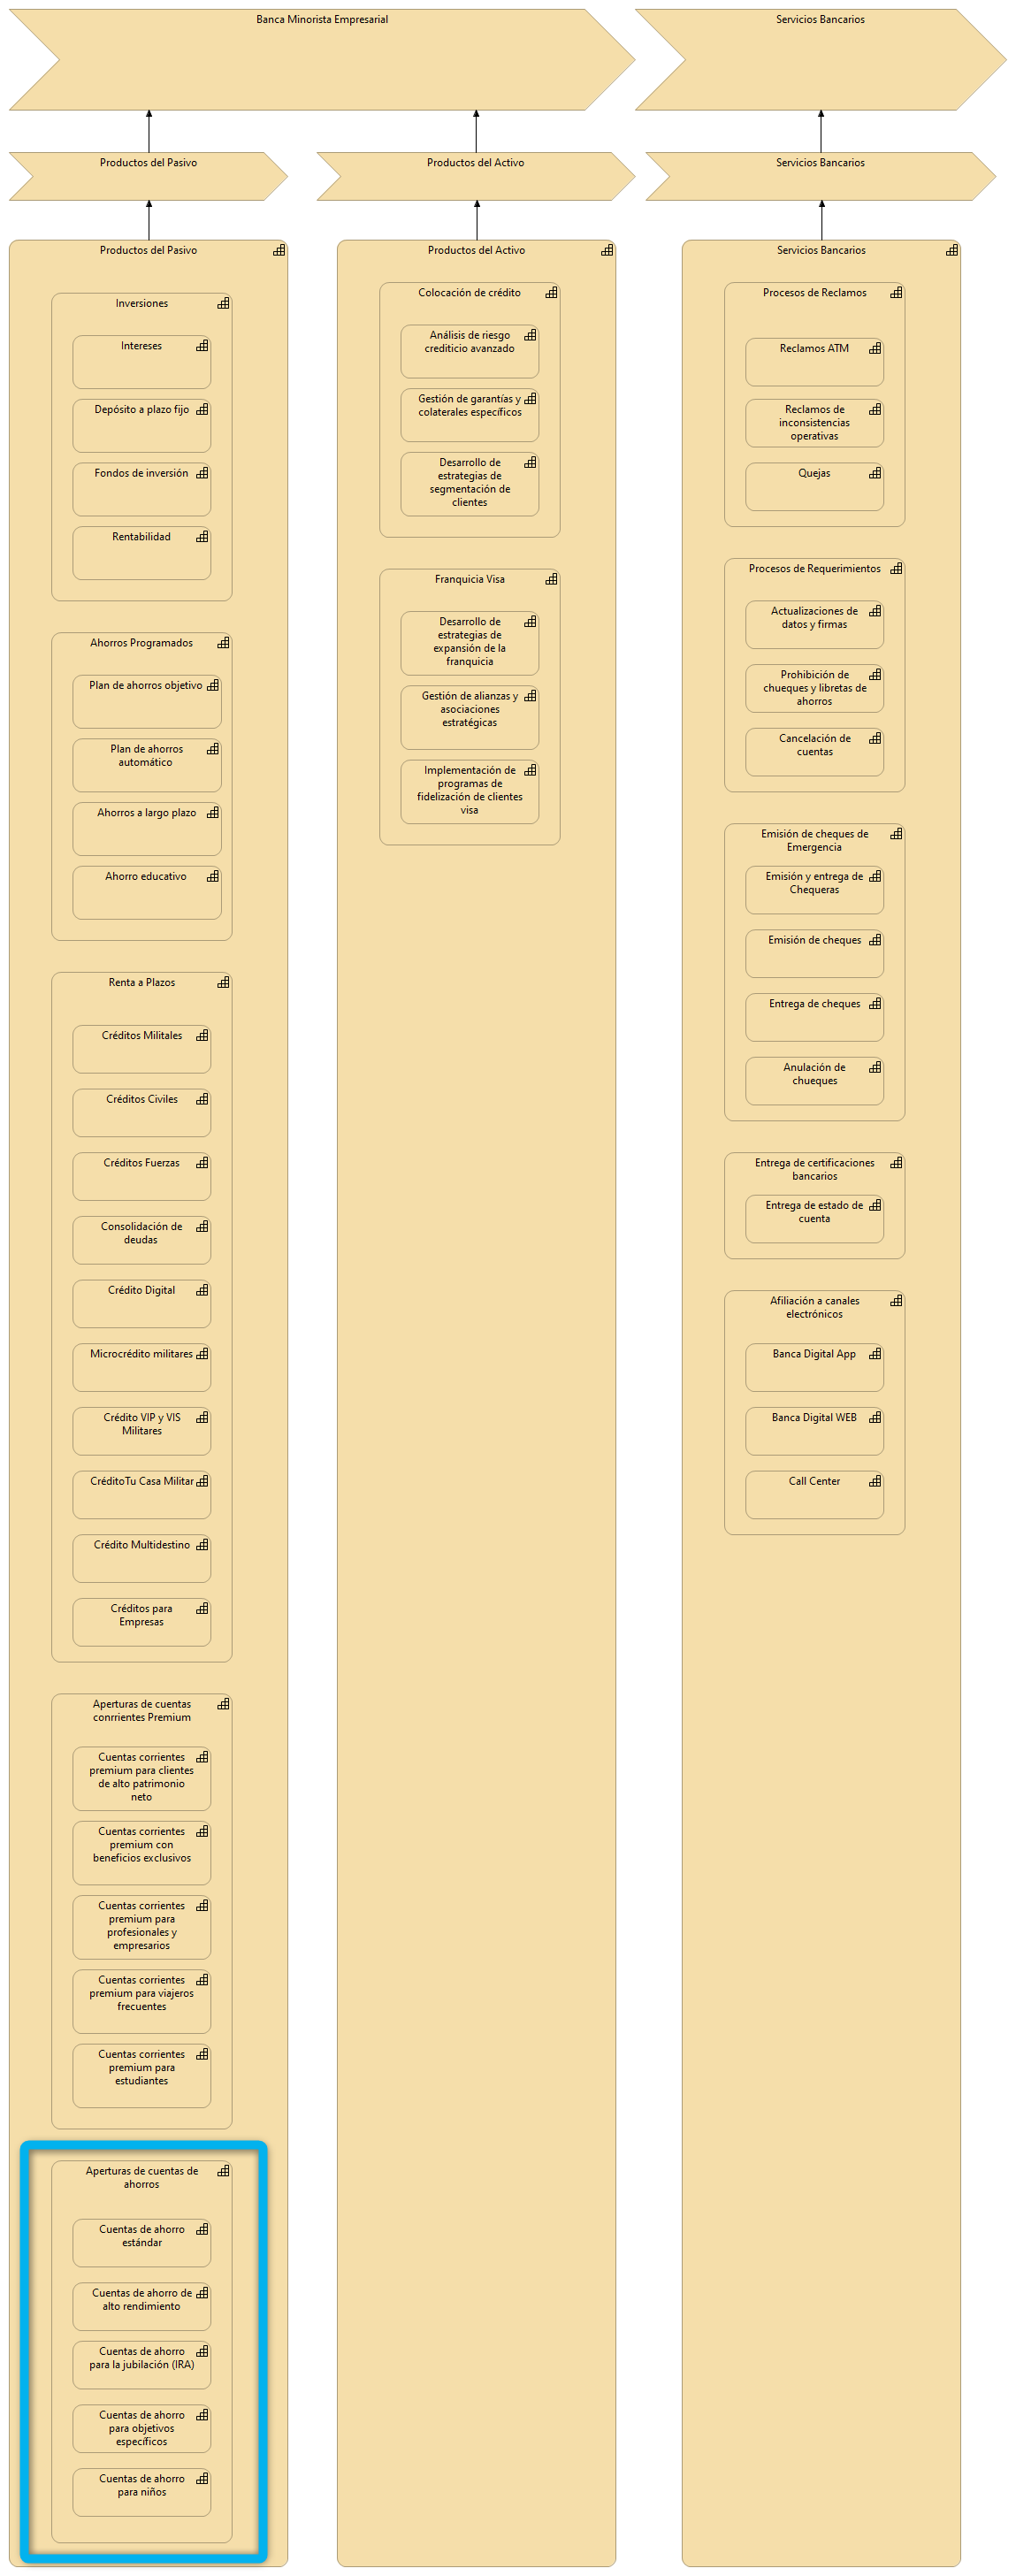 Banca Minorista Empresarial
Servicios Bancarios
Productos del Pasivo
Productos del Activo
Servicios Bancarios
Productos del Pasivo
Inversiones
Intereses
Depósito a plazo fijo
Fondos de inversión
Rentabilidad
Ahorros Programados
Plan de ahorros objetivo
Plan de ahorros
automático
Ahorros a largo plazo
Ahorro educativo
Renta a Plazos
Créditos Militales
Créditos Civiles
Créditos Fuerzas
Consolidación de
deudas
Crédito Digital
Microcrédito militares
Crédito VIP y VIS
Militares
CréditoTu Casa Militar
Crédito Multidestino
Créditos para
Empresas
Aperturas de cuentas
conrrientes Premium
Cuentas corrientes
premium para clientes
de alto patrimonio
neto
Cuentas corrientes
premium con
beneficios exclusivos
Cuentas corrientes
premium para
profesionales y
empresarios
Cuentas corrientes
premium para viajeros
frecuentes
Cuentas corrientes
premium para
estudiantes
Aperturas de cuentas de
ahorros
Cuentas de ahorro
estándar
Cuentas de ahorro de
alto rendimiento
Cuentas de ahorro
para la jubilación (IRA)
Cuentas de ahorro
para objetivos
específicos
Cuentas de ahorro
para niños
Productos del Activo
Colocación de crédito
Análisis de riesgo
crediticio avanzado
Gestión de garantías y
colaterales específicos
Desarrollo de
estrategias de
segmentación de
clientes
Franquicia Visa
Desarrollo de
estrategias de
expansión de la
franquicia
Gestión de alianzas y
asociaciones
estratégicas
Implementación de
programas de
fidelización de clientes
visa
Servicios Bancarios
Procesos de Reclamos
Reclamos ATM
Reclamos de
inconsistencias
operativas
Quejas
Procesos de Requerimientos
Actualizaciones de
datos y firmas
Prohibición de
chueques y libretas de
ahorros
Cancelación de
cuentas
Emisión de cheques de
Emergencia
Emisión y entrega de
Chequeras
Emisión de cheques
Entrega de cheques
Anulación de
chueques
Entrega de certificaciones
bancarios
Entrega de estado de
cuenta
Afiliación a canales
electrónicos
Banca Digital App
Banca Digital WEB
Call Center